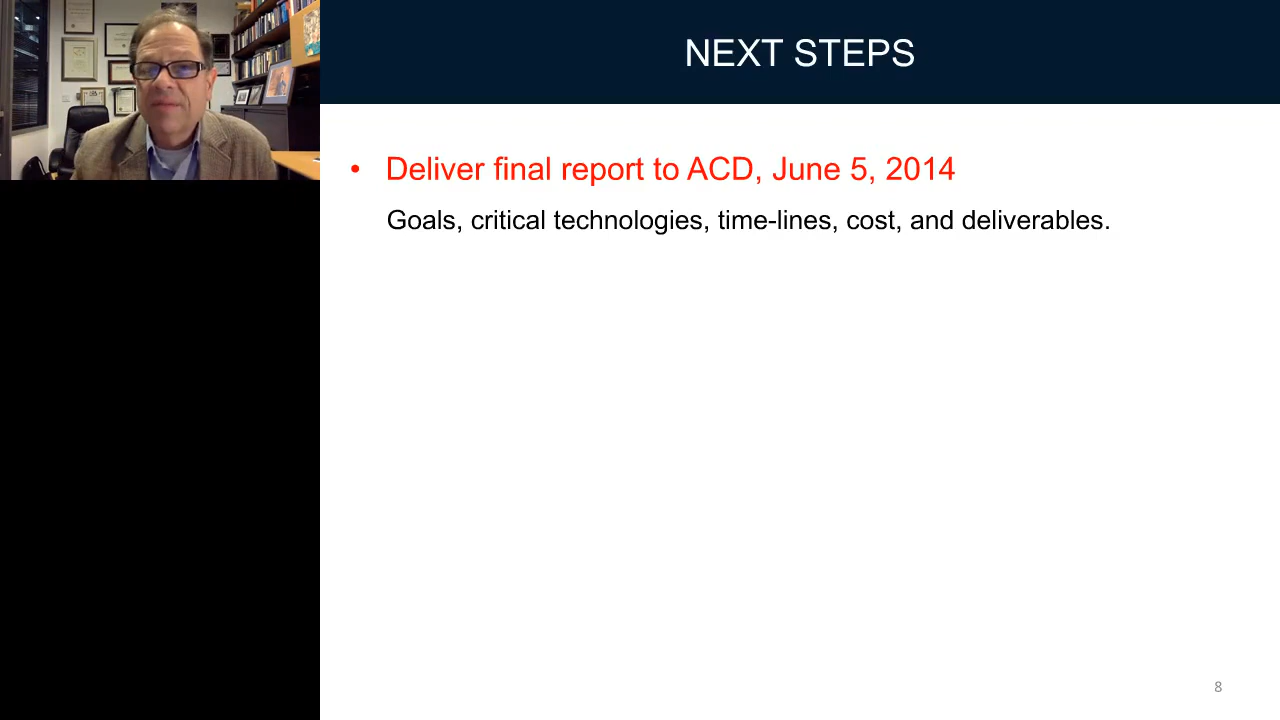 NEXT STEPS
• Deliver final report to ACD, June 5, 2014
Goals, critical technologies, time-lines, cost, and deliverables.
8